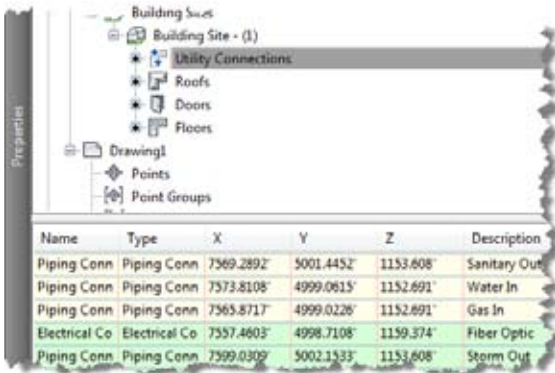 Building Sites
Building Site - (1)
Utility Connections
Roofs
Doors
Floors
Drawing1
Points
Point Groups
Properties
Name Type X Y Z Description
Piping Conn Piping Conn 7569.2892' 5001.4452' 1153.608' Sanitary Out
Piping Conn Piping Conn 7573.8108' 4999.0615' 1152.691' Water In
Piping Conn Piping Conn 7565.8717' 4999.0226' 1152.691' Gas In
Electrical Co Electrical Co 7557.4603' 4998.7108' 1159.374' Fiber Optic
Piping Conn Piping Conn 7599.0309' 5002.1533' 1153.608' Storm Out